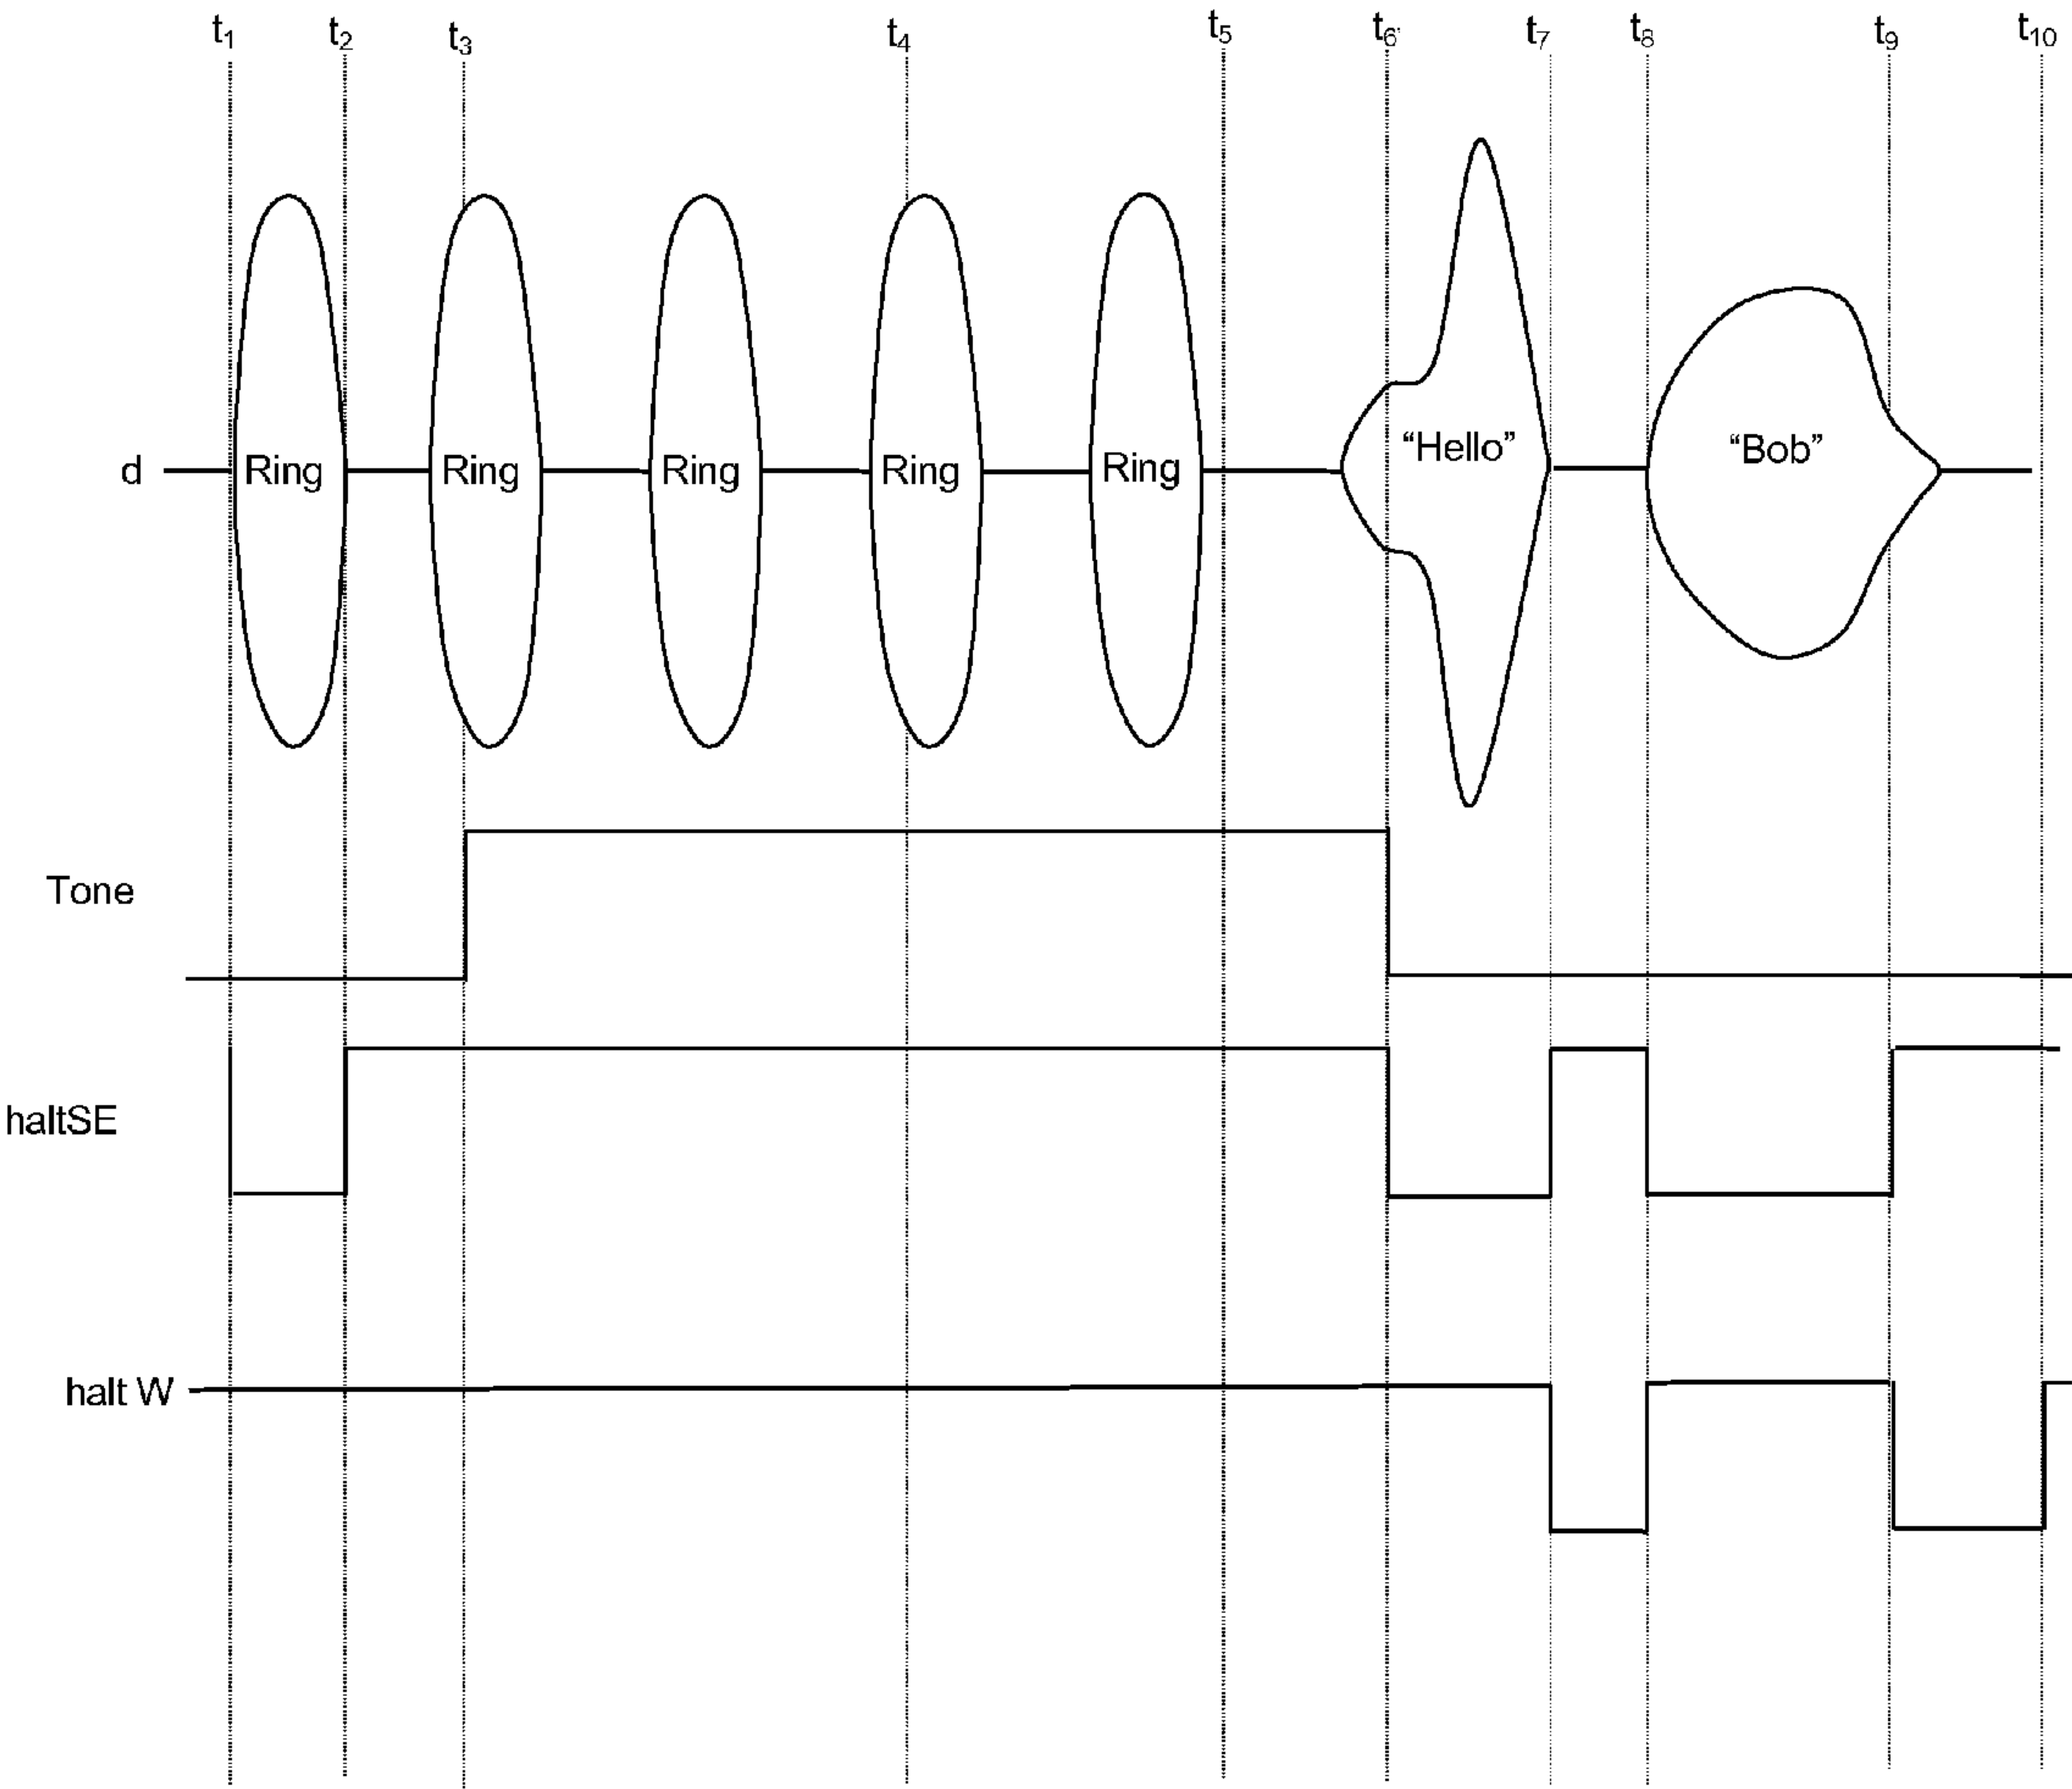 t1 t2 t3 t4 t5 t6' t7 t8 t9 t10
"Hello" "Bob"
d Ring Ring Ring Ring Ring
Tone
haltSE
halt W